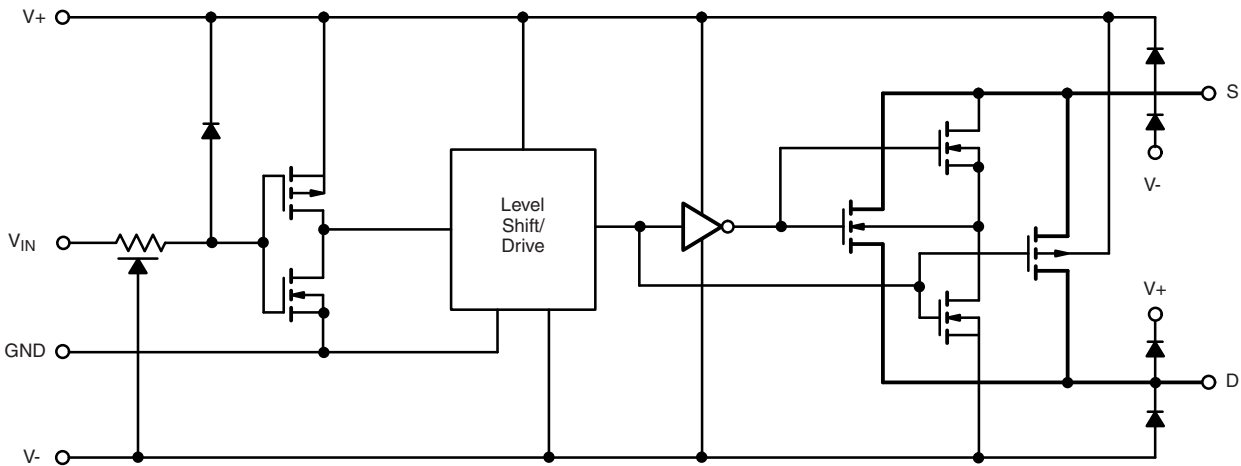 V+
S
V-
Level
Shift/
Drive
VIN
V+
GND
D
V-